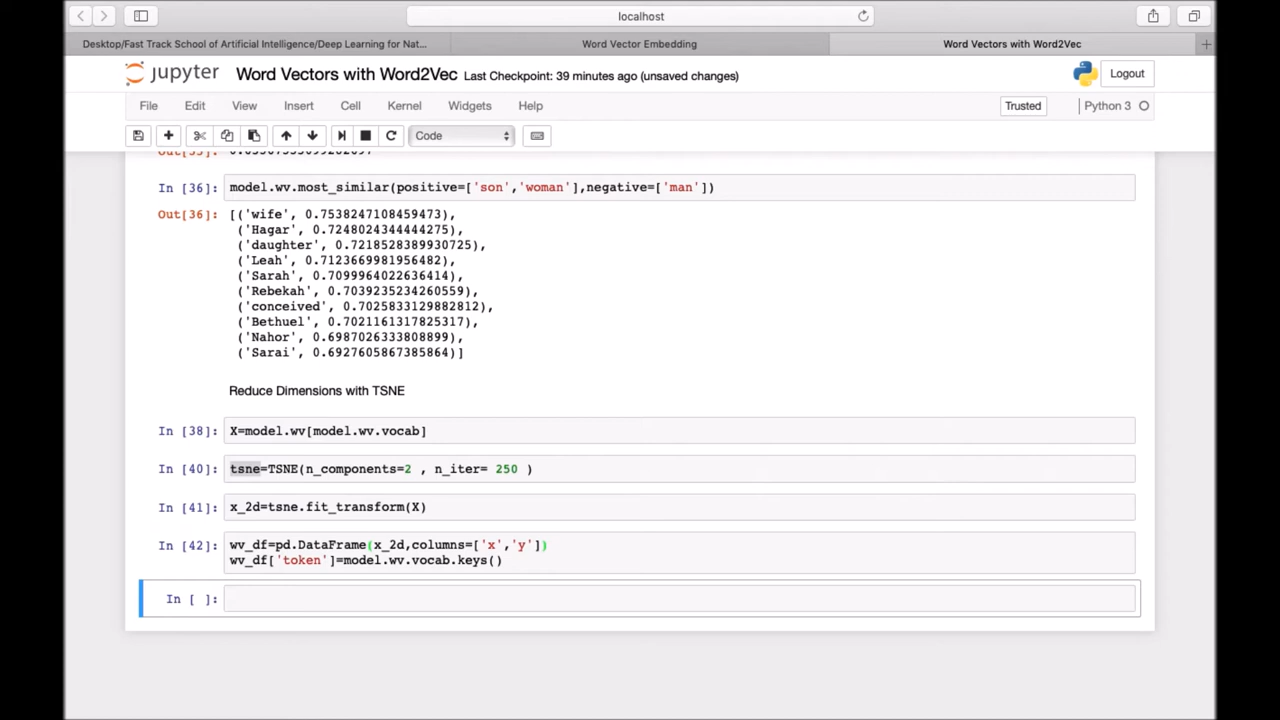 localhost
Desktop/Fast Track School of Artificial Intelligence/Deep Learning for Nat...
Word Vector Embedding
Word Vectors with Word2Vec
jupyter Word Vectors with Word2Vec Last Checkpoint: 39 minutes ago (unsaved changes)
Logout
File Edit View Insert Cell Kernel Widgets Help
Trusted
Python 3
Code
In [36]: model.wv.most_similar(positive=['son','woman'],negative=['man'])
Out[36]: [('wife', 0.7538247108459473),
('Hagar', 0.7248024344444275),
('daughter', 0.7218528389930725),
('Leah', 0.7123669981956482),
('Sarah', 0.7099964022636414),
('Rebekah', 0.7039235234260559),
('conceived', 0.7025833129882812),
('Bethuel', 0.7021161317825317),
('Nahor', 0.6987026333808899),
('Sarai', 0.6927605867385864)]
Reduce Dimensions with TSNE
In [38]: X=model.wv[model.wv.vocab]
In [40]: tsne=TSNE(n_components=2 , n_iter= 250 )
In [41]: x_2d=tsne.fit_transform(X)
In [42]: wv_df=pd.DataFrame(x_2d,columns=['x','y'])
wv_df['token']=model.wv.vocab.keys()
In [ ]: